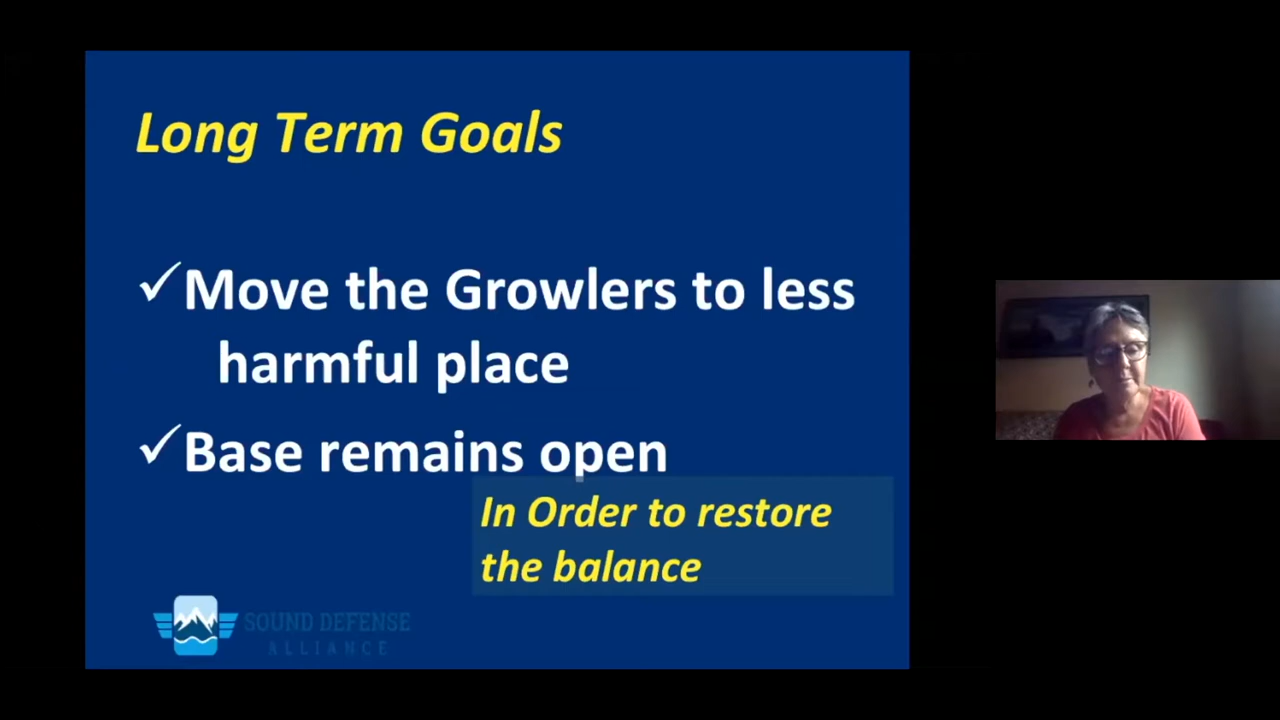 Long Term Goals
✓Move the Growlers to less
harmful place
✓Base remains open
In Order to restore
the balance
SOUND DEFENSE
ALLIANCE